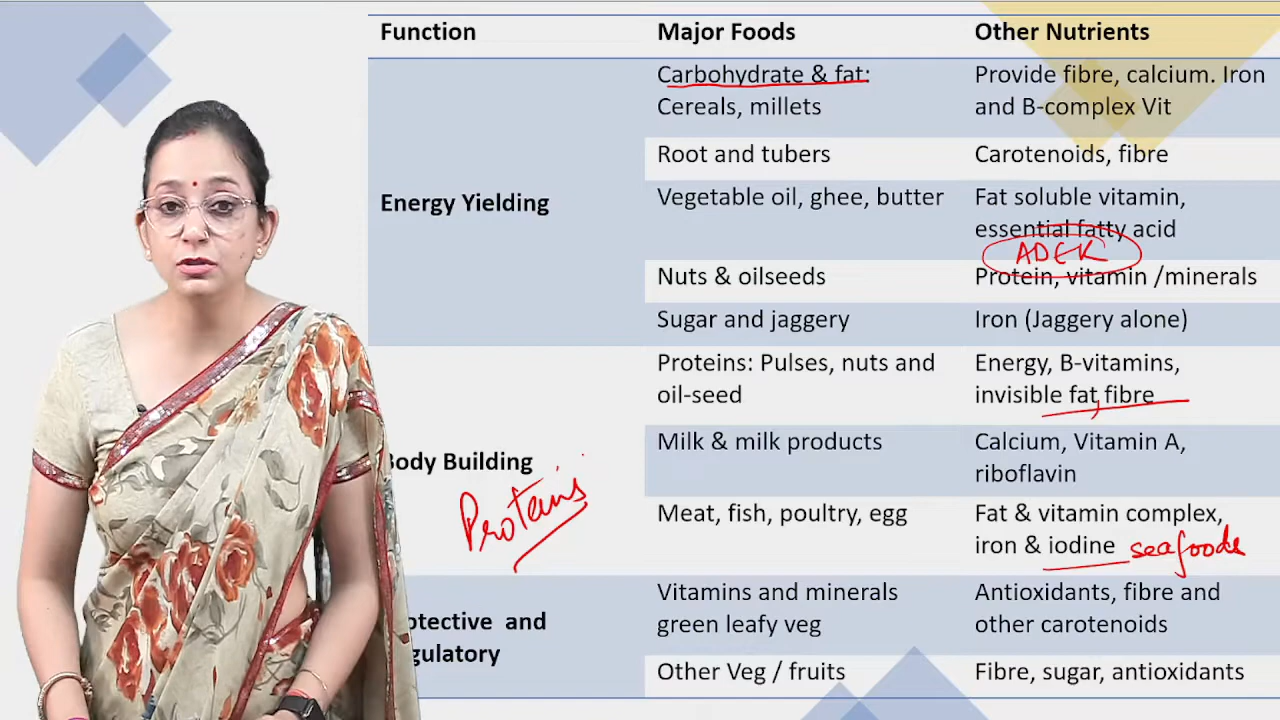 Function Major Foods Other Nutrients
Carbohydrate & fat: Provide fibre, calcium. Iron
Cereals, millets and B-complex Vit
Root and tubers Carotenoids, fibre
Energy Yielding
Vegetable oil, ghee, butter Fat soluble vitamin,
essential fatty acid
ADEK
Nuts & oilseeds Protein, vitamin /minerals
Sugar and jaggery Iron (Jaggery alone)
Proteins: Pulses, nuts and Energy, B-vitamins,
oil-seed invisible fat, fibre
Body Building
Proteins
Milk & milk products Calcium, Vitamin A,
riboflavin
Meat, fish, poultry, egg Fat & vitamin complex,
iron & iodine seafoods
otective and
gulatory
Vitamins and minerals Antioxidants, fibre and
green leafy veg other carotenoids
Other Veg / fruits Fibre, sugar, antioxidants